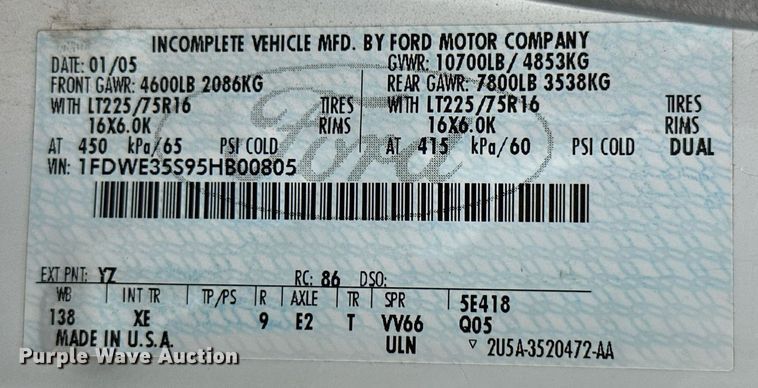 INCOMPLETE VEHICLE MFD. BY FORD MOTOR COMPANY
DATE: 01/05 GVWR: 10700LB/ 4853KG
FRONT GAWR: 4600LB 2086KG REAR GAWR: 7800LB 3538KG
WITH LT225/75R16 TIRES WITH LT225/75R16 TIRES
16X6.0K RIMS 16X6.0K RIMS
AT 450 kPa/65 PSI COLD AT 415 kPa/60 PSI COLD DUAL
VIN: 1FDWE35S95HB00805
Ford
EXT PNT: YZ RC: 86 DSO:
WB INT TR TP/PS R AXLE TR SPR 5E418
138 XE 9 E2 T VV66 Q05
MADE IN U.S.A. ULN ▽ 2U5A-3520472-AA
Purple Wave Auction